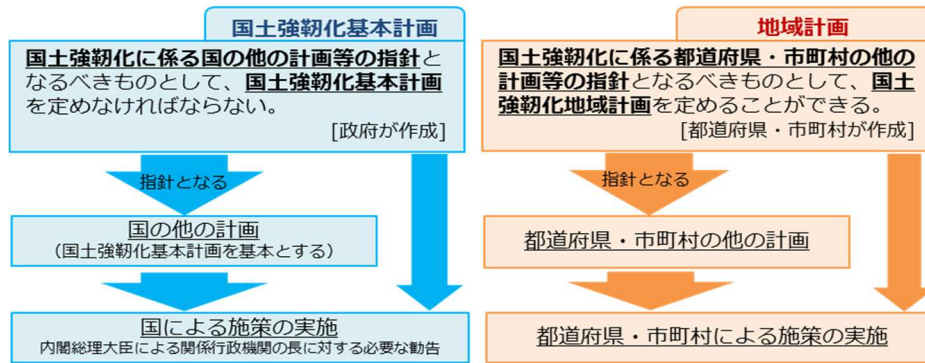 国土強靭化基本計画
国土強靭化に係る国の他の計画等の指針と
なるべきものとして、国土強靭化基本計画
を定めなければならない。
[政府が作成]
指針となる
国の他の計画
（国土強靭化基本計画を基本とする）
国による施策の実施
内閣総理大臣による関係行政機関の長に対する必要な勧告
地域計画
国土強靭化に係る都道府県・市町村の他の
計画等の指針となるべきものとして、国土
強靭化地域計画を定めることができる。
[都道府県・市町村が作成]
指針となる
都道府県・市町村の他の計画
都道府県・市町村による施策の実施